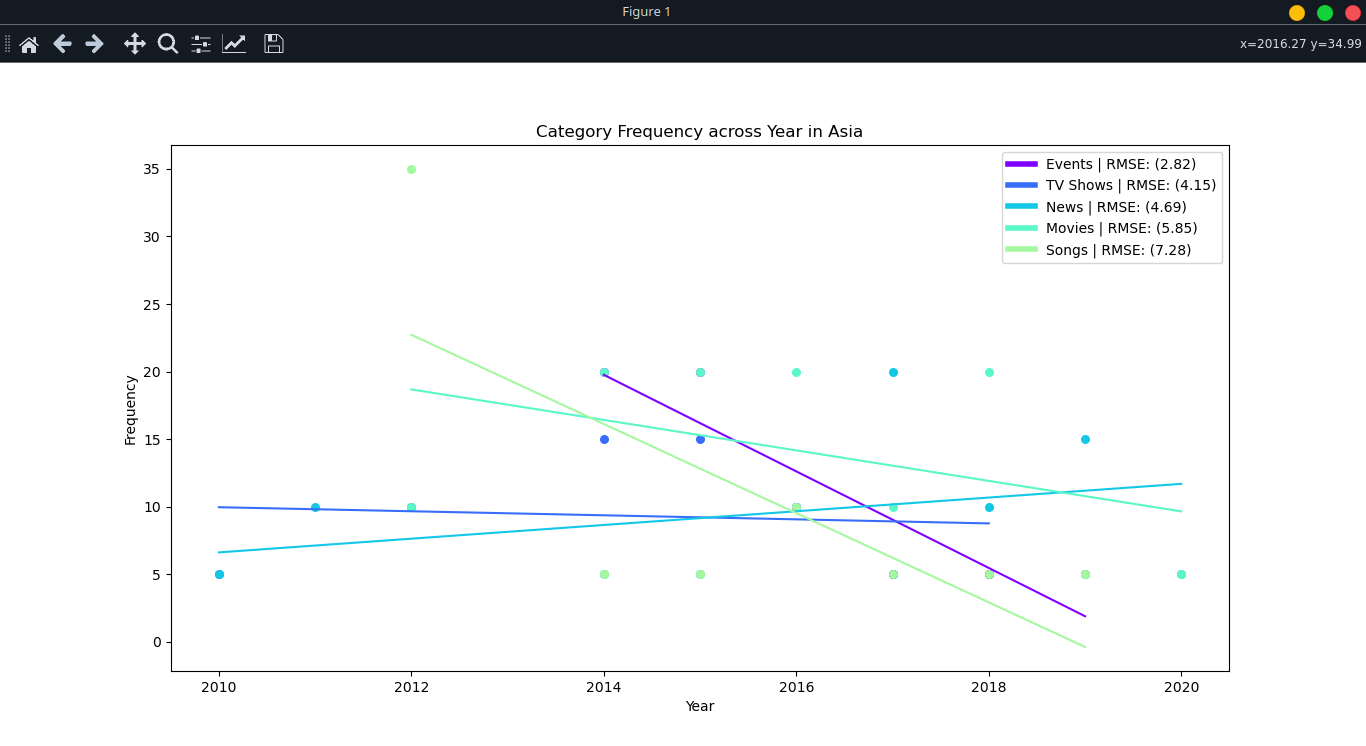 Figure 1
x=2016.27 y=34.99
Category Frequency across Year in Asia
Events | RMSE: (2.82)
TV Shows | RMSE: (4.15)
News | RMSE: (4.69)
Movies | RMSE: (5.85)
Songs | RMSE: (7.28)
Frequency
35
30
25
20
15
10
5
0
2010 2012 2014 2016 2018 2020
Year